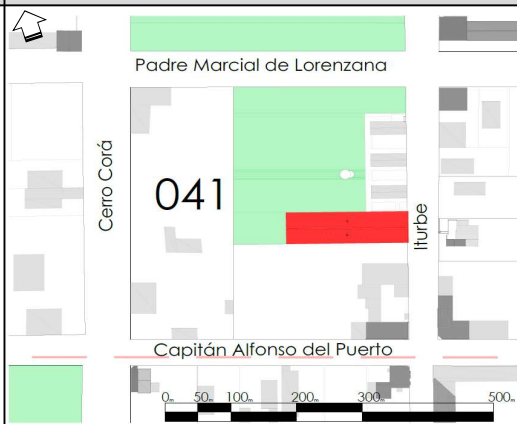 Padre Marcial de Lorenzana
Cerro Corá
041
Iturbe
Capitán Alfonso del Puerto
0m 50m 100m 200m 300m 500m